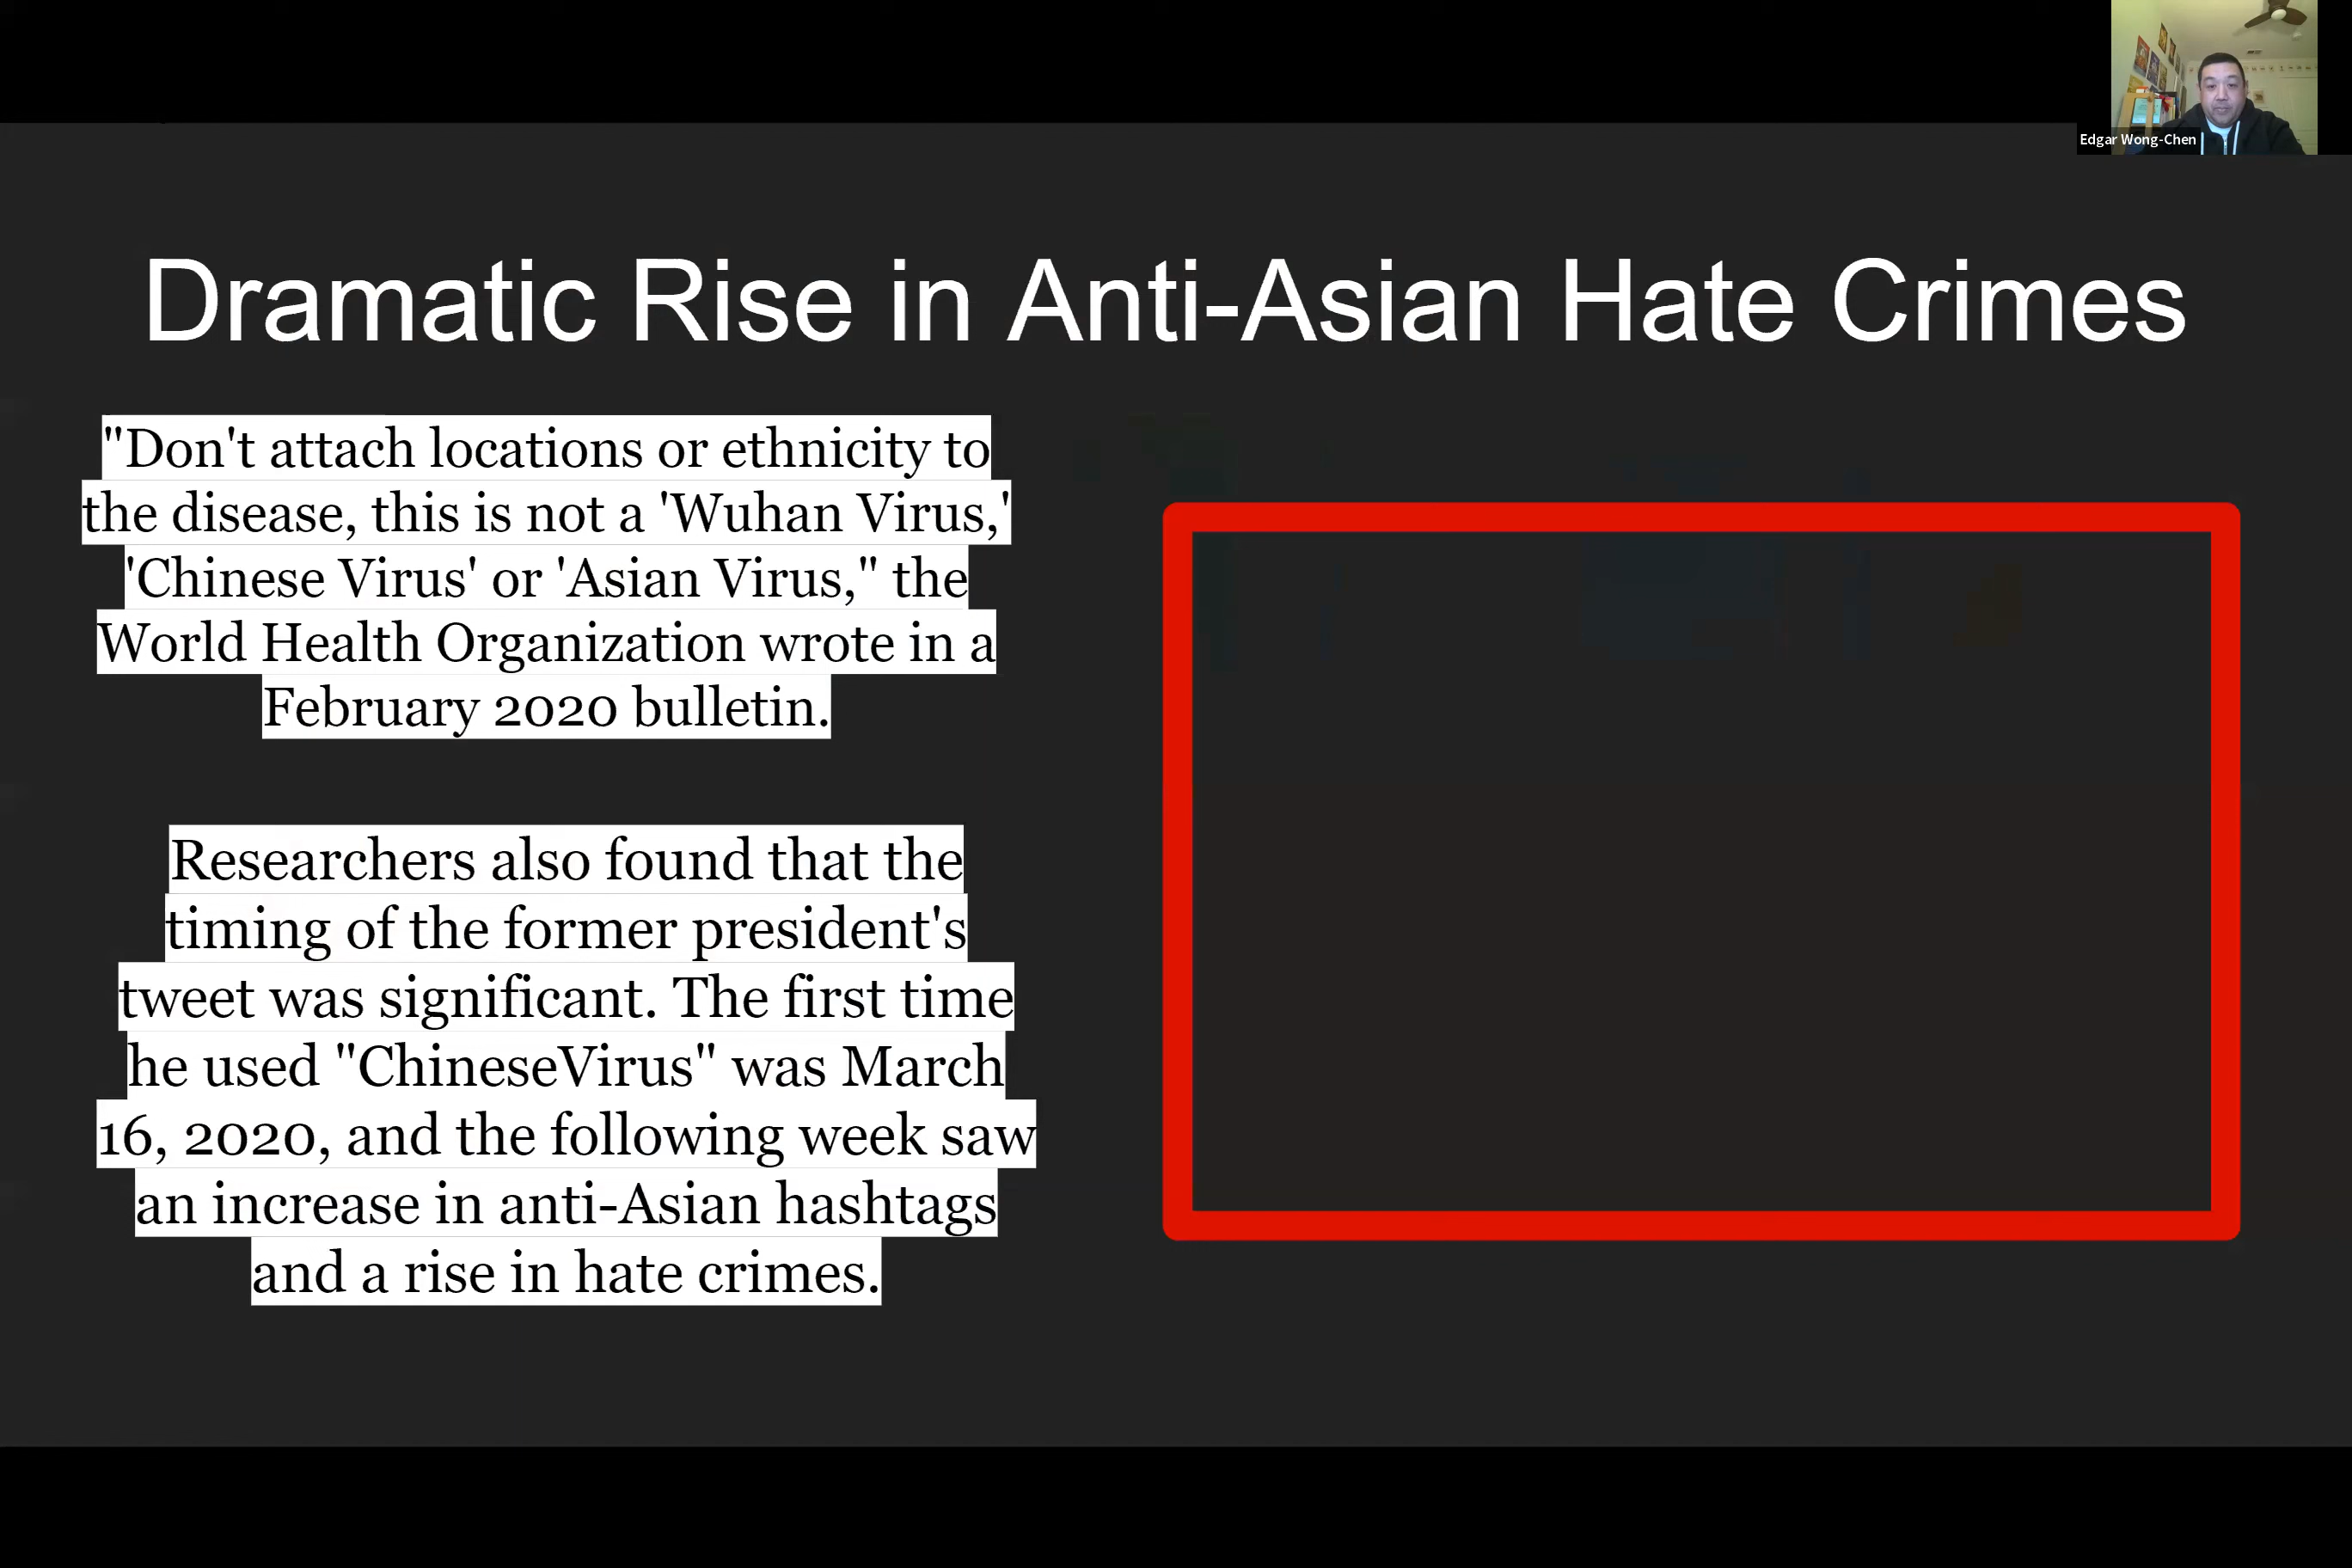 Edgar Wong-Chen
Dramatic Rise in Anti-Asian Hate Crimes
"Don't attach locations or ethnicity to
the disease, this is not a 'Wuhan Virus,'
'Chinese Virus' or 'Asian Virus,'' the
World Health Organization wrote in a
February 2020 bulletin.
Researchers also found that the
timing of the former president's
tweet was significant. The first time
he used "ChineseVirus" was March
16, 2020, and the following week saw
an increase in anti-Asian hashtags
and a rise in hate crimes.